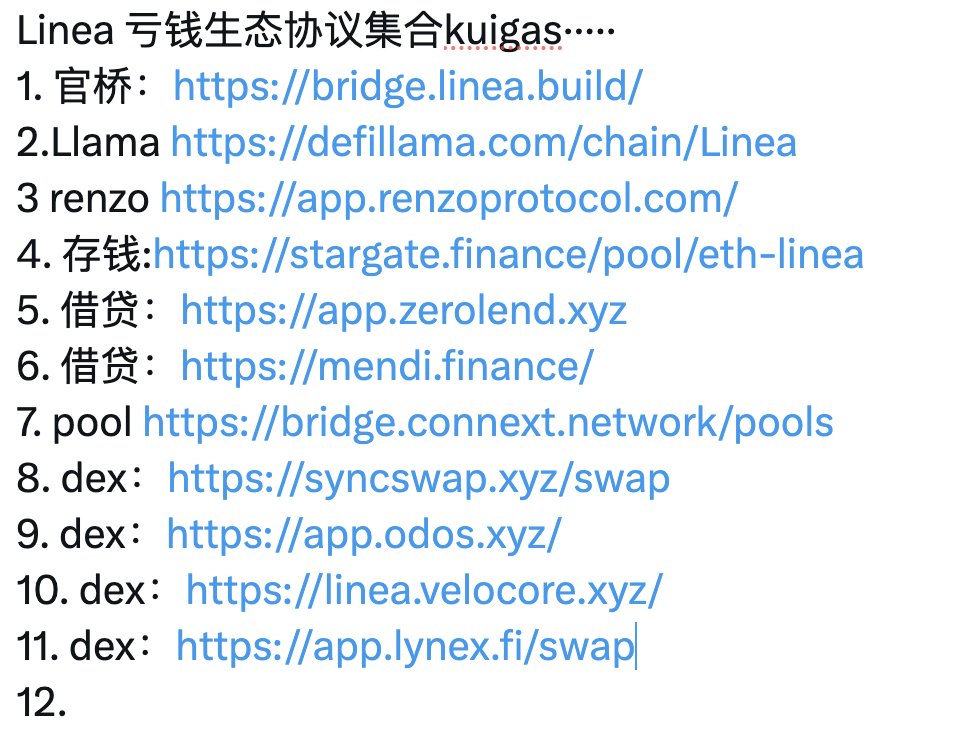 Linea 亏钱生态协议集合kuigas·····
1. 官桥：https://bridge.linea.build/
2.Llama https://defillama.com/chain/Linea
3 renzo https://app.renzoprotocol.com/
4. 存钱:https://stargate.finance/pool/eth-linea
5. 借贷：https://app.zerolend.xyz
6. 借贷：https://mendi.finance/
7. pool https://bridge.connext.network/pools
8. dex：https://syncswap.xyz/swap
9. dex：https://app.odos.xyz/
10. dex：https://linea.velocore.xyz/
11. dex：https://app.lynex.fi/swap
12.